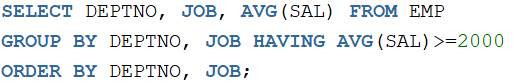 SELECT DEPTNO, JOB, AVG(SAL) FROM EMP
GROUP BY DEPTNO, JOB HAVING AVG(SAL)>=2000
ORDER BY DEPTNO, JOB;